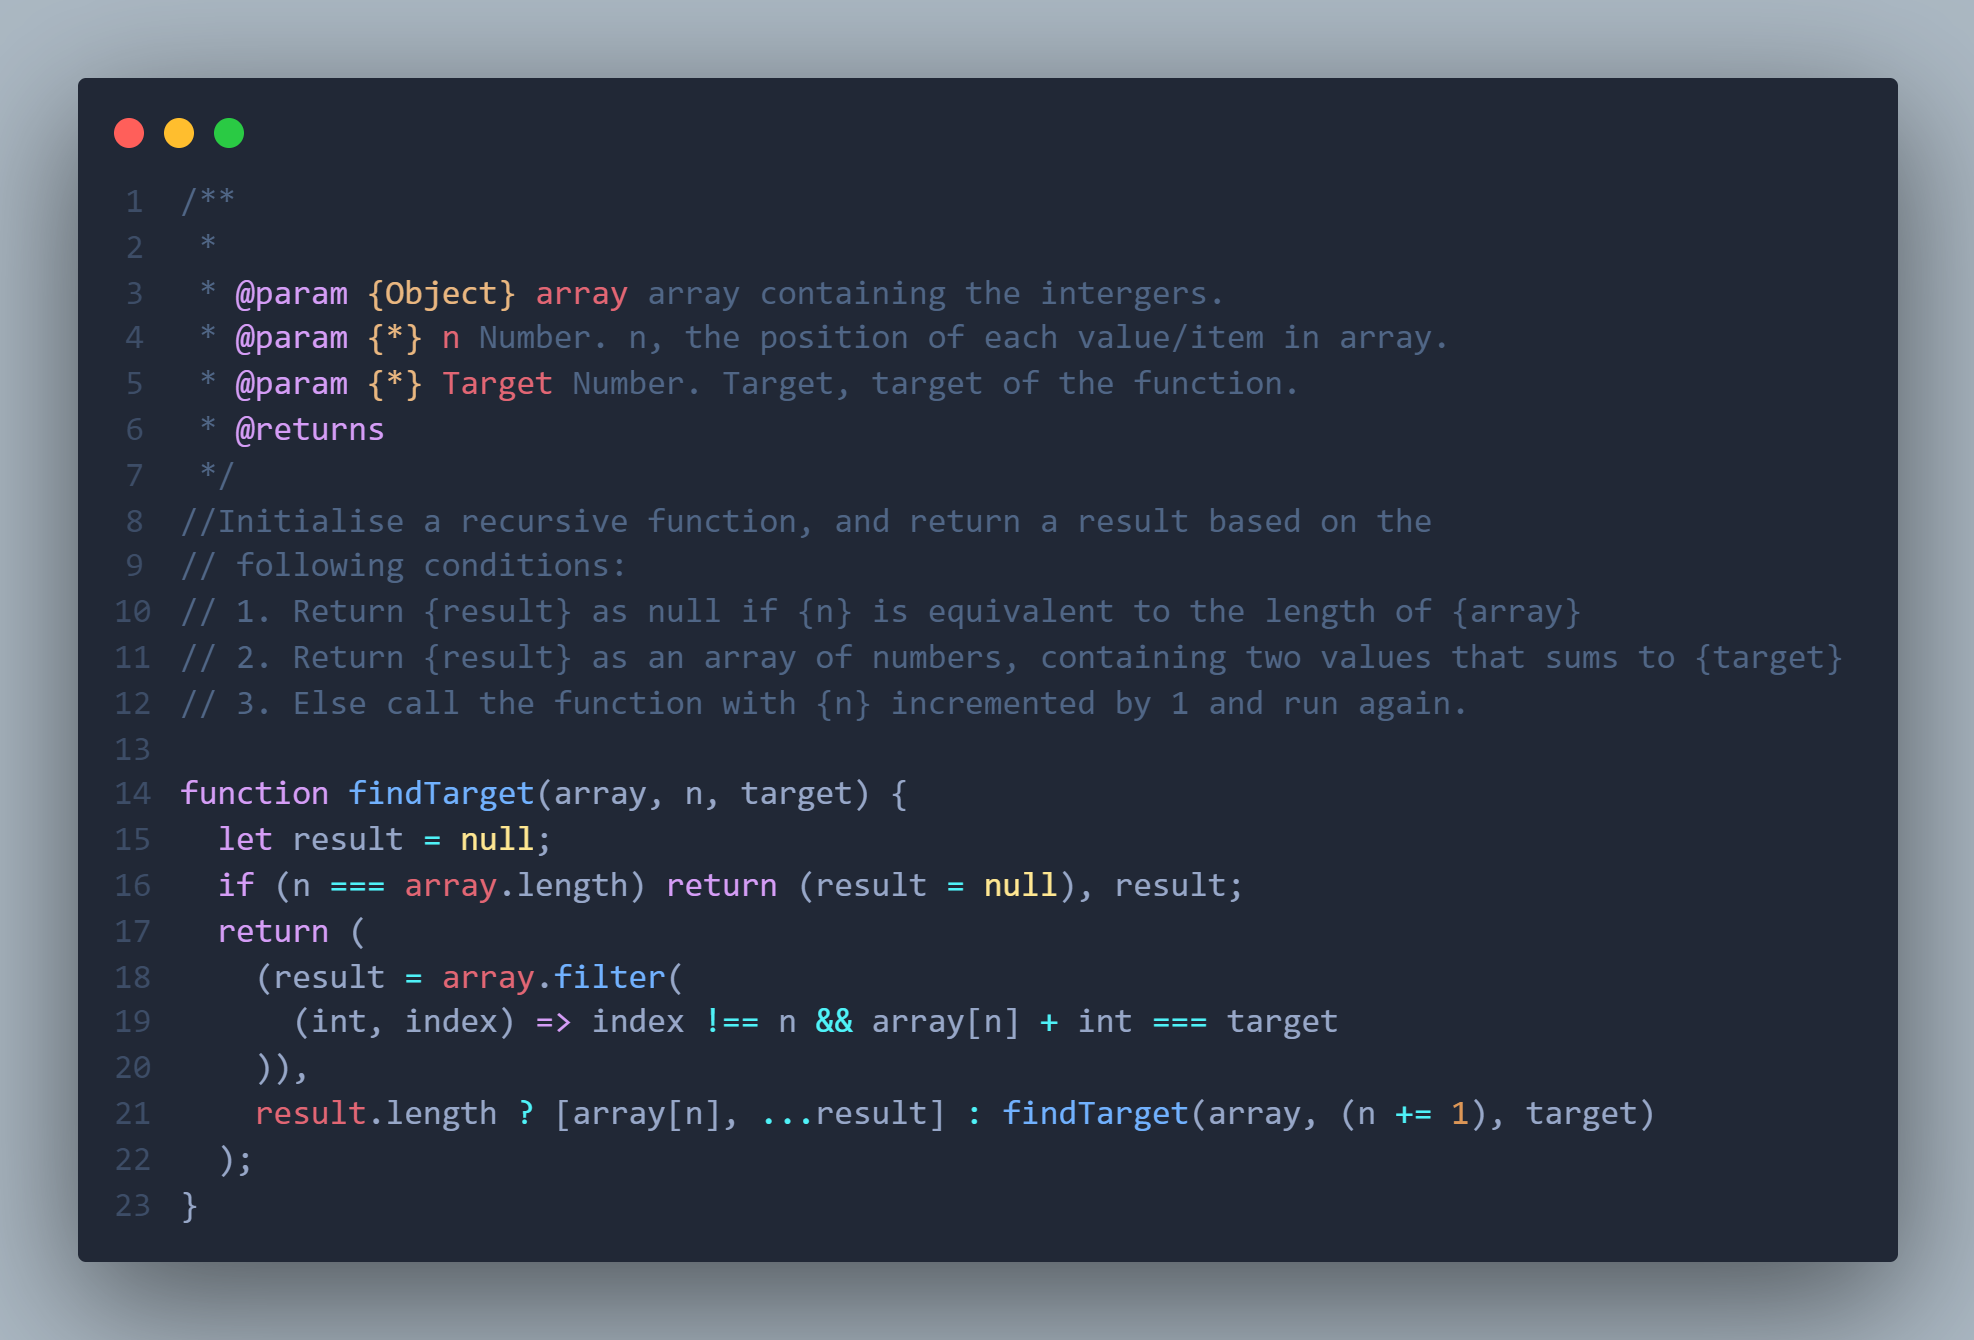 1 /**
2  *
3  * @param {Object} array array containing the intergers.
4  * @param {*} n Number. n, the position of each value/item in array.
5  * @param {*} Target Number. Target, target of the function.
6  * @returns
7  */
8 //Initialise a recursive function, and return a result based on the
9 // following conditions:
10 // 1. Return {result} as null if {n} is equivalent to the length of {array}
11 // 2. Return {result} as an array of numbers, containing two values that sums to {target}
12 // 3. Else call the function with {n} incremented by 1 and run again.
13
14 function findTarget(array, n, target) {
15   let result = null;
16   if (n === array.length) return (result = null), result;
17   return (
18     (result = array.filter(
19       (int, index) => index !== n && array[n] + int === target
20     )),
21     result.length ? [array[n], ...result] : findTarget(array, (n += 1), target)
22   );
23 }